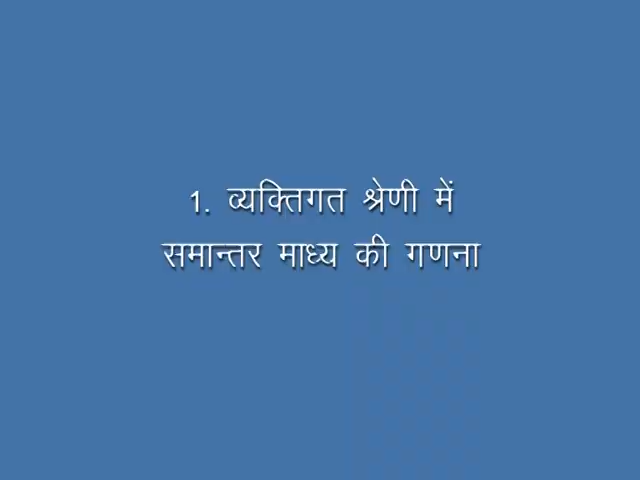 1. व्यक्तिगत श्रेणी में
समान्तर माध्य की गणना